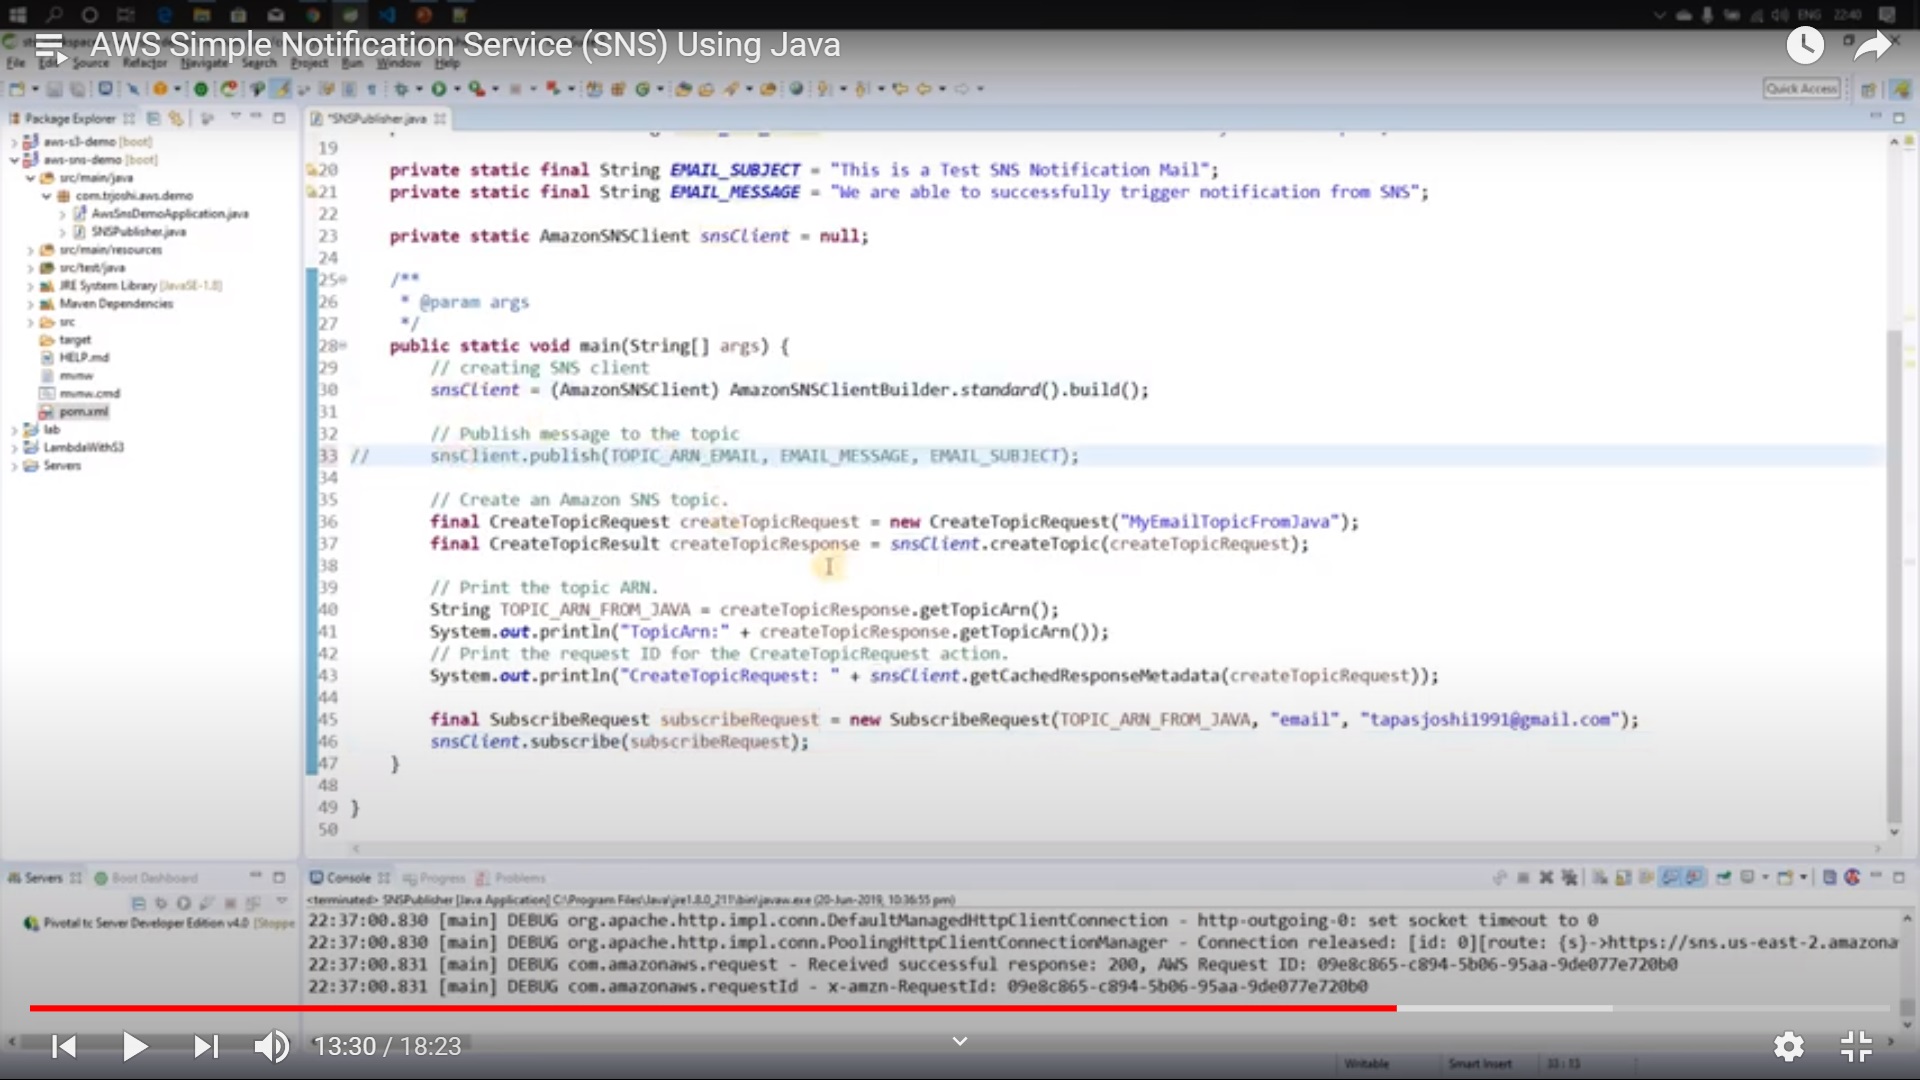 ENG 22:40
AWS Simple Notification Service (SNS) Using Java
File Edit Source Refactor Navigate Search Project Run Window Help
Quick Access
Package Explorer
*SNSPublisher.java
aws-s3-demo [boot]
aws-sns-demo [boot]
src/main/java
com.trjoshi.aws.demo
AwsSnsDemoApplication.java
SNSPublisher.java
src/main/resources
src/test/java
JRE System Library [JavaSE-1.8]
Maven Dependencies
src
target
HELP.md
mvnw
mvnw.cmd
pom.xml
lab
LambdaWithS3
Servers
19
20 private static final String EMAIL_SUBJECT = "This is a Test SNS Notification Mail";
21 private static final String EMAIL_MESSAGE = "We are able to successfully trigger notification from SNS";
22
23 private static AmazonSNSClient snsClient = null;
24
25 /**
26 * @param args
27 */
28 public static void main(String[] args) {
29 // creating SNS client
30 snsClient = (AmazonSNSClient) AmazonSNSClientBuilder.standard().build();
31
32 // Publish message to the topic
33 // snsClient.publish(TOPIC_ARN_EMAIL, EMAIL_MESSAGE, EMAIL_SUBJECT);
34
35 // Create an Amazon SNS topic.
36 final CreateTopicRequest createTopicRequest = new CreateTopicRequest("MyEmailTopicFromJava");
37 final CreateTopicResult createTopicResponse = snsClient.createTopic(createTopicRequest);
38
39 // Print the topic ARN.
40 String TOPIC_ARN_FROM_JAVA = createTopicResponse.getTopicArn();
41 System.out.println("TopicArn:" + createTopicResponse.getTopicArn());
42 // Print the request ID for the CreateTopicRequest action.
43 System.out.println("CreateTopicRequest: " + snsClient.getCachedResponseMetadata(createTopicRequest));
44
45 final SubscribeRequest subscribeRequest = new SubscribeRequest(TOPIC_ARN_FROM_JAVA, "email", "tapasjoshi1991@gmail.com");
46 snsClient.subscribe(subscribeRequest);
47 }
48
49 }
50
Servers Boot Dashboard
Pivotal tc Server Developer Edition v4.0 [Stoppe
Console Progress Problems
<terminated> SNSPublisher [Java Application] C:\Program Files\Java\jre1.8.0_211\bin\javaw.exe (20-Jun-2019, 10:36:55 pm)
22:37:00.830 [main] DEBUG org.apache.http.impl.conn.DefaultManagedHttpClientConnection - http-outgoing-0: set socket timeout to 0
22:37:00.830 [main] DEBUG org.apache.http.impl.conn.PoolingHttpClientConnectionManager - Connection released: [id: 0][route: {s}->https://sns.us-east-2.amazona
22:37:00.831 [main] DEBUG com.amazonaws.request - Received successful response: 200, AWS Request ID: 09e8c865-c894-5b06-95aa-9de077e720b0
22:37:00.831 [main] DEBUG com.amazonaws.requestId - x-amzn-RequestId: 09e8c865-c894-5b06-95aa-9de077e720b0
13:30 / 18:23
Writable Smart Insert 33 : 13